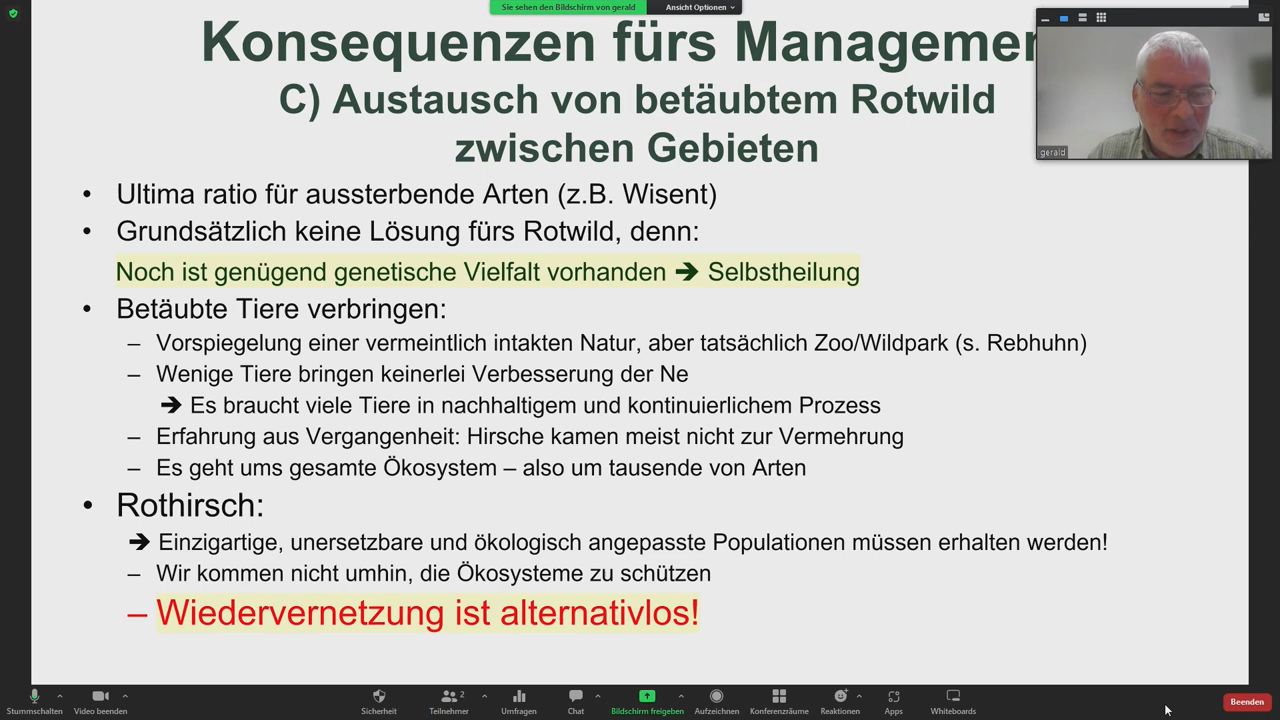 Sie sehen den Bildschirm von gerald
Ansicht Optionen
Konsequenzen fürs Managemen
C) Austausch von betäubtem Rotwild
zwischen Gebieten
gerald
• Ultima ratio für aussterbende Arten (z.B. Wisent)
• Grundsätzlich keine Lösung fürs Rotwild, denn:
Noch ist genügend genetische Vielfalt vorhanden ➔ Selbstheilung
• Betäubte Tiere verbringen:
– Vorspiegelung einer vermeintlich intakten Natur, aber tatsächlich Zoo/Wildpark (s. Rebhuhn)
– Wenige Tiere bringen keinerlei Verbesserung der Ne
➔ Es braucht viele Tiere in nachhaltigem und kontinuierlichem Prozess
– Erfahrung aus Vergangenheit: Hirsche kamen meist nicht zur Vermehrung
– Es geht ums gesamte Ökosystem – also um tausende von Arten
• Rothirsch:
➔ Einzigartige, unersetzbare und ökologisch angepasste Populationen müssen erhalten werden!
– Wir kommen nicht umhin, die Ökosysteme zu schützen
– Wiedervernetzung ist alternativlos!
Stummschalten
Video beenden
Sicherheit
2
Teilnehmer
Umfragen
Chat
Bildschirm freigeben
Aufzeichnen
Konferenzräume
Reaktionen
Apps
Whiteboards
Beenden